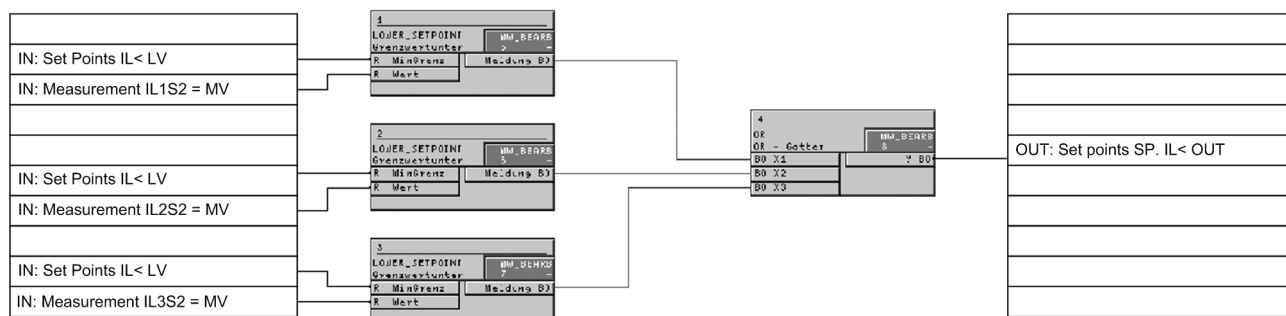 IN: Set Points IL< LV
IN: Measurement IL1S2 = MV
IN: Set Points IL< LV
IN: Measurement IL2S2 = MV
IN: Set Points IL< LV
IN: Measurement IL3S2 = MV
1
LOWER_SETPOINT MW_BEARB
Grenzwertunter
R MinGrenz Meldung BO
R Wert
2
LOWER_SETPOINT MW_BEARB
Grenzwertunter
R MinGrenz Meldung BO
R Wert
3
LOWER_SETPOINT MW_BEARB
Grenzwertunter 7 -
R MinGrenz Meldung BO
R Wert
4
OR MW_BEARB
OR - Gatter 8 -
BO X1 Y BO
BO X2
BO X3
OUT: Set points SP. IL< OUT